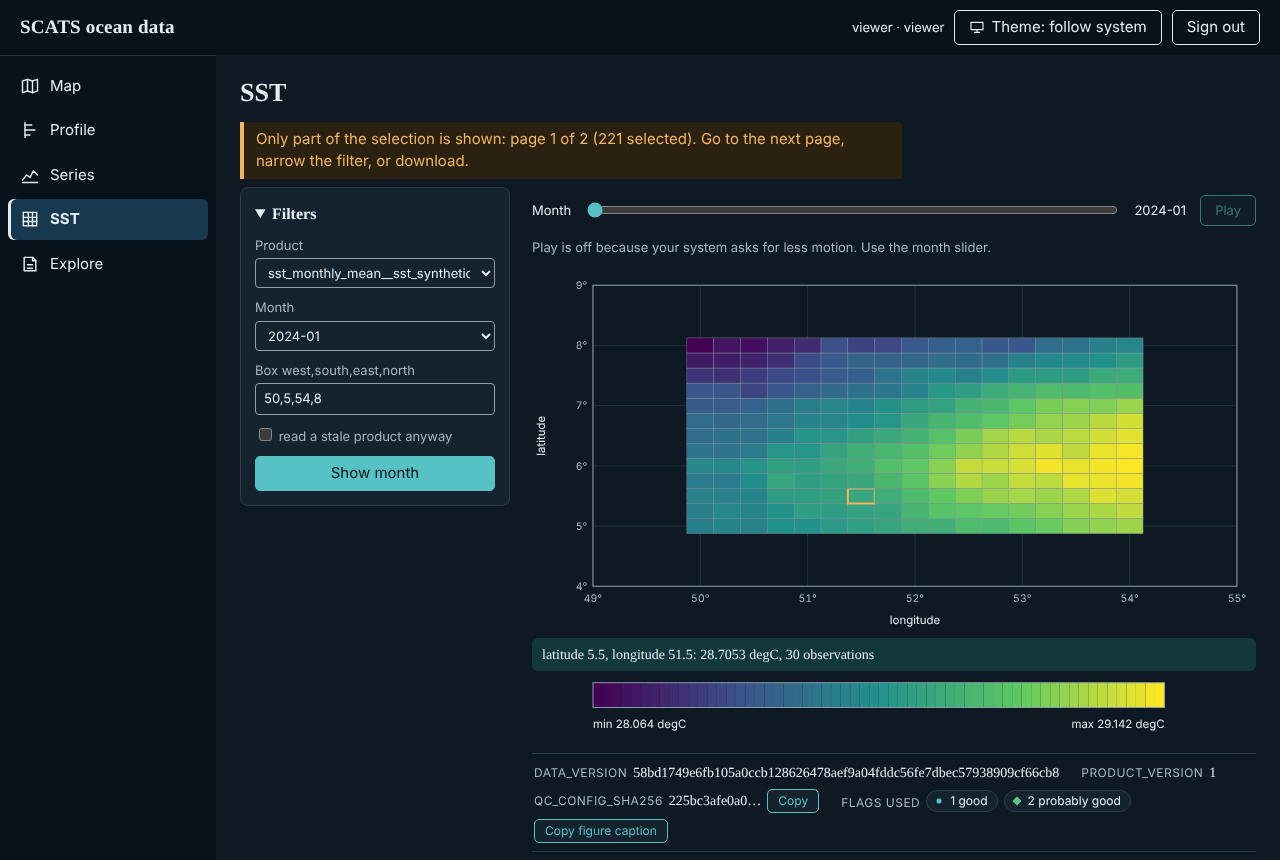 SCATS ocean data
viewer · viewer
Theme: follow system
Sign out
Map
Profile
Series
SST
Explore
SST
Only part of the selection is shown: page 1 of 2 (221 selected). Go to the next page,
narrow the filter, or download.
▼ Filters
Product
sst_monthly_mean__sst_synthetic
Month
2024-01
Box west,south,east,north
50,5,54,8
read a stale product anyway
Show month
Month
2024-01
Play
Play is off because your system asks for less motion. Use the month slider.
9°
8°
7°
6°
5°
4°
latitude
49°
50°
51°
52°
53°
54°
55°
longitude
latitude 5.5, longitude 51.5: 28.7053 degC, 30 observations
min 28.064 degC
max 29.142 degC
DATA_VERSION 58bd1749e6fb105a0ccb128626478aef9a04fddc56fe7dbec57938909cf66cb8 PRODUCT_VERSION 1
QC_CONFIG_SHA256 225bc3afe0a0… Copy FLAGS USED 1 good 2 probably good
Copy figure caption